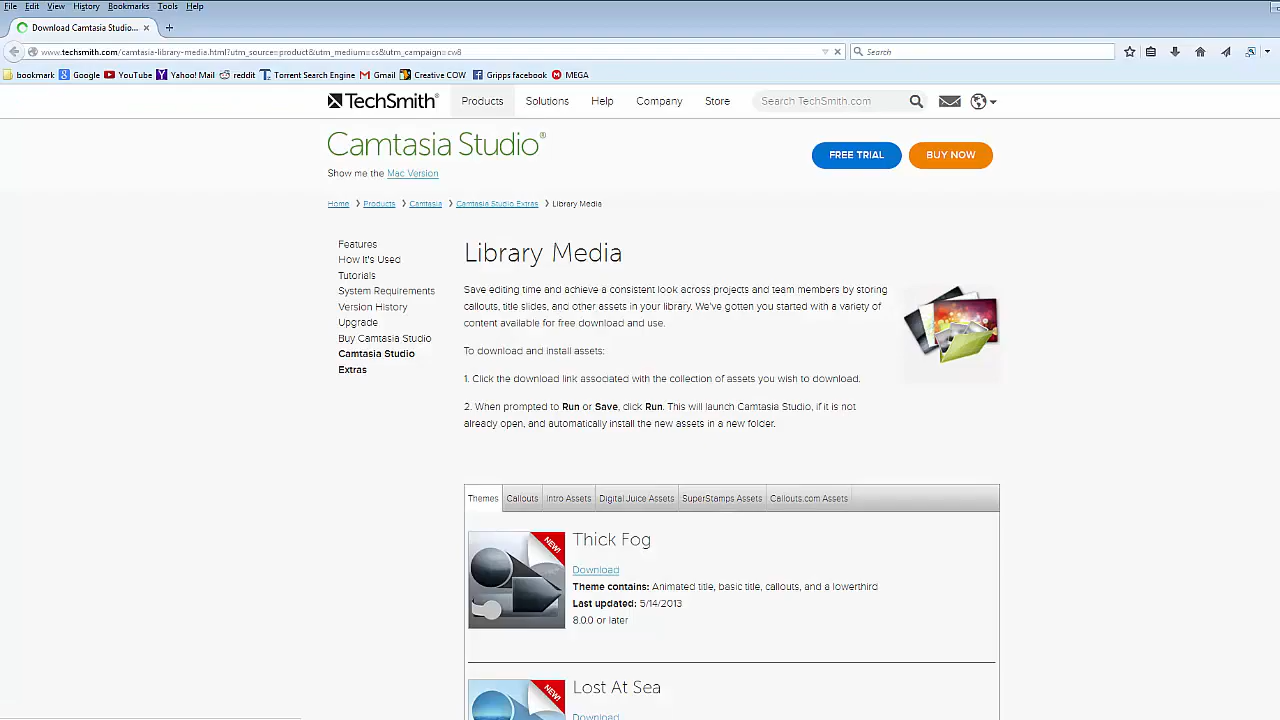 File Edit View History Bookmarks Tools Help
Download Camtasia Studio...
www.techsmith.com/camtasia-library-media.html?utm_source=product&utm_medium=cs&utm_campaign=cw8
Search
bookmark Google YouTube Yahoo! Mail reddit Torrent Search Engine Gmail Creative COW Gripps facebook MEGA
TechSmith® Products Solutions Help Company Store Search TechSmith.com
Camtasia Studio®
FREE TRIAL BUY NOW
Show me the Mac Version
Home > Products > Camtasia > Camtasia Studio Extras > Library Media
Features
How It's Used
Tutorials
System Requirements
Version History
Upgrade
Buy Camtasia Studio
Camtasia Studio
Extras
Library Media
Save editing time and achieve a consistent look across projects and team members by storing
callouts, title slides, and other assets in your library. We've gotten you started with a variety of
content available for free download and use.
To download and install assets:
1. Click the download link associated with the collection of assets you wish to download.
2. When prompted to Run or Save, click Run. This will launch Camtasia Studio, if it is not
already open, and automatically install the new assets in a new folder.
Themes Callouts Intro Assets Digital Juice Assets SuperStamps Assets Callouts.com Assets
NEW!
Thick Fog
Download
Theme contains: Animated title, basic title, callouts, and a lowerthird
Last updated: 5/14/2013
8.0.0 or later
NEW!
Lost At Sea
Download